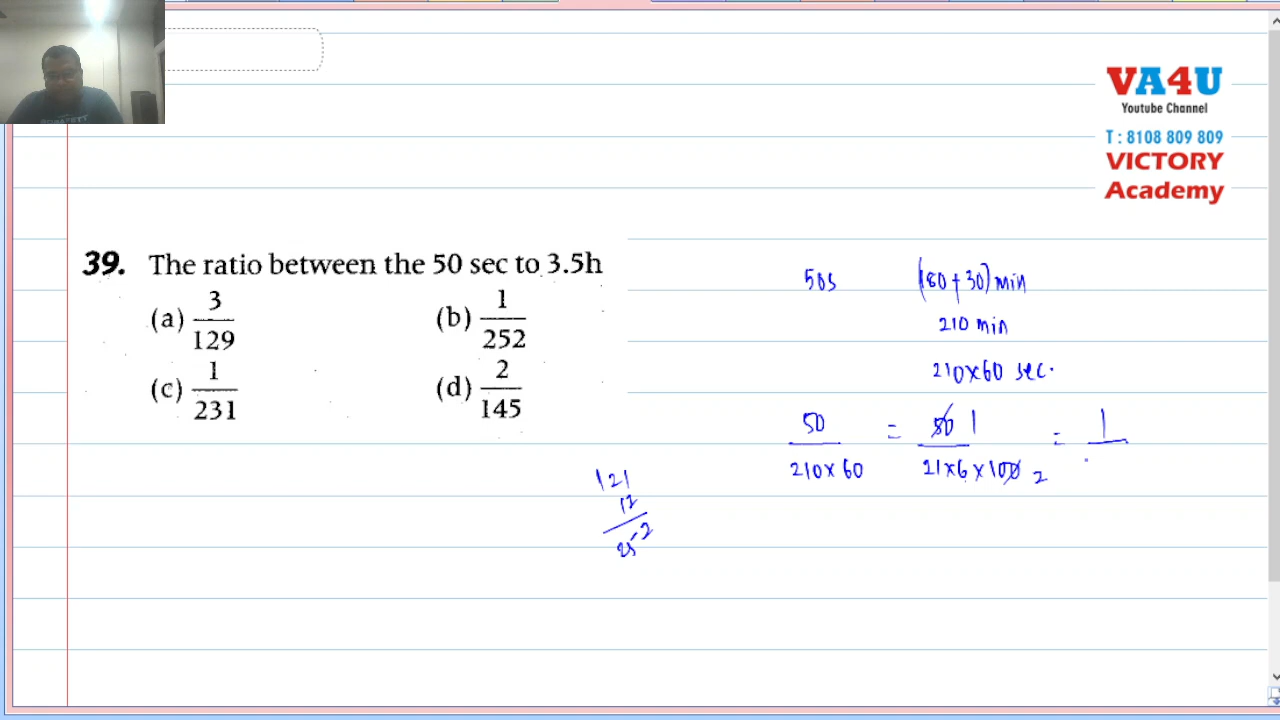 VA4U
Youtube Channel
T : 8108 809 809
VICTORY
Academy
39. The ratio between the 50 sec to 3.5h
(a) 3/129
(b) 1/252
(c) 1/231
(d) 2/145
50s (180+30) min
210 min
210×60 sec.
50/210×60 = 50 1/21×6×100 2 = 1/
121
12
252